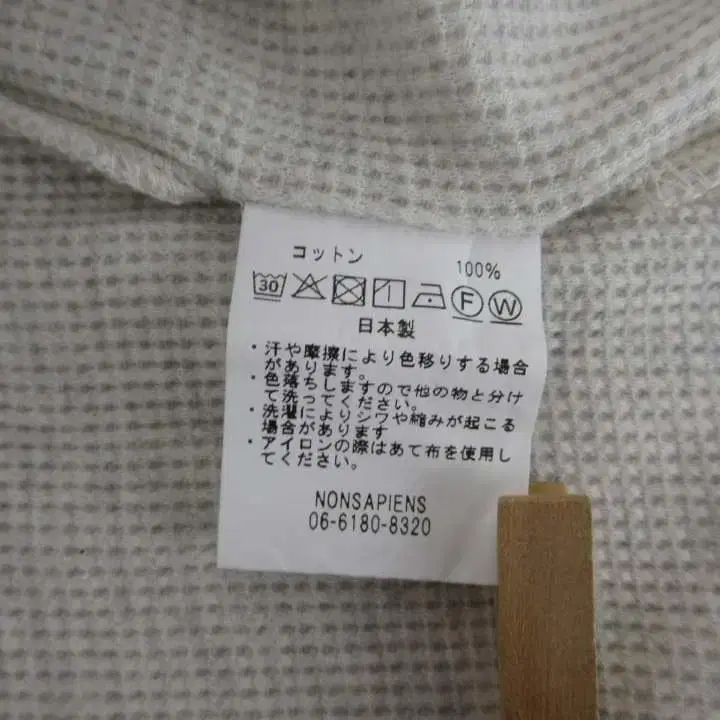 コットン 100%
30 F W
日本製
・汗や摩擦により色移りする場合
があります。
・色落ちしますので他の物と分け
て洗ってください。
・洗濯によりシワや縮みが起こる
場合があります
・アイロンの際はあて布を使用し
てください。
NONSAPIENS
06-6180-8320